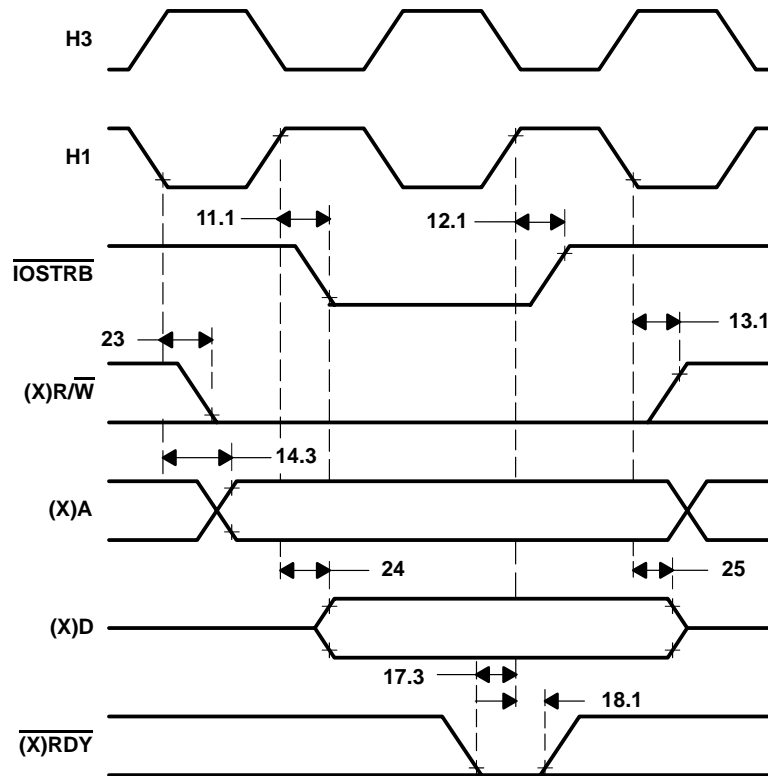 H3
H1
11.1
12.1
IOSTRB
23
13.1
(X)R/W
14.3
(X)A
24
25
(X)D
17.3
18.1
(X)RDY